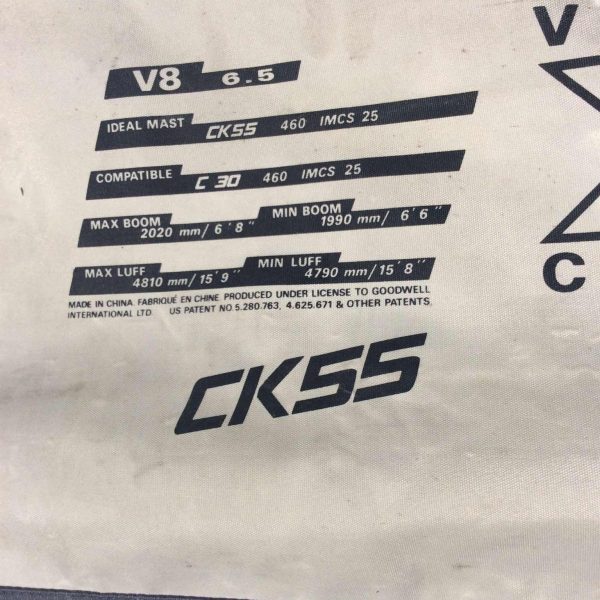 V8 6.5
IDEAL MAST CK55 460 IMCS 25
COMPATIBLE C 30 460 IMCS 25
MAX BOOM 2020 mm/ 6'8" MIN BOOM 1990 mm/ 6'6"
MAX LUFF 4810 mm/15'9" MIN LUFF 4790 mm/15'8"
MADE IN CHINA. FABRIQUÉ EN CHINE. PRODUCED UNDER LICENSE TO GOODWELL
INTERNATIONAL LTD. US PATENT NO.5.280.763, 4.625.671 & OTHER PATENTS.
CK55
V
C